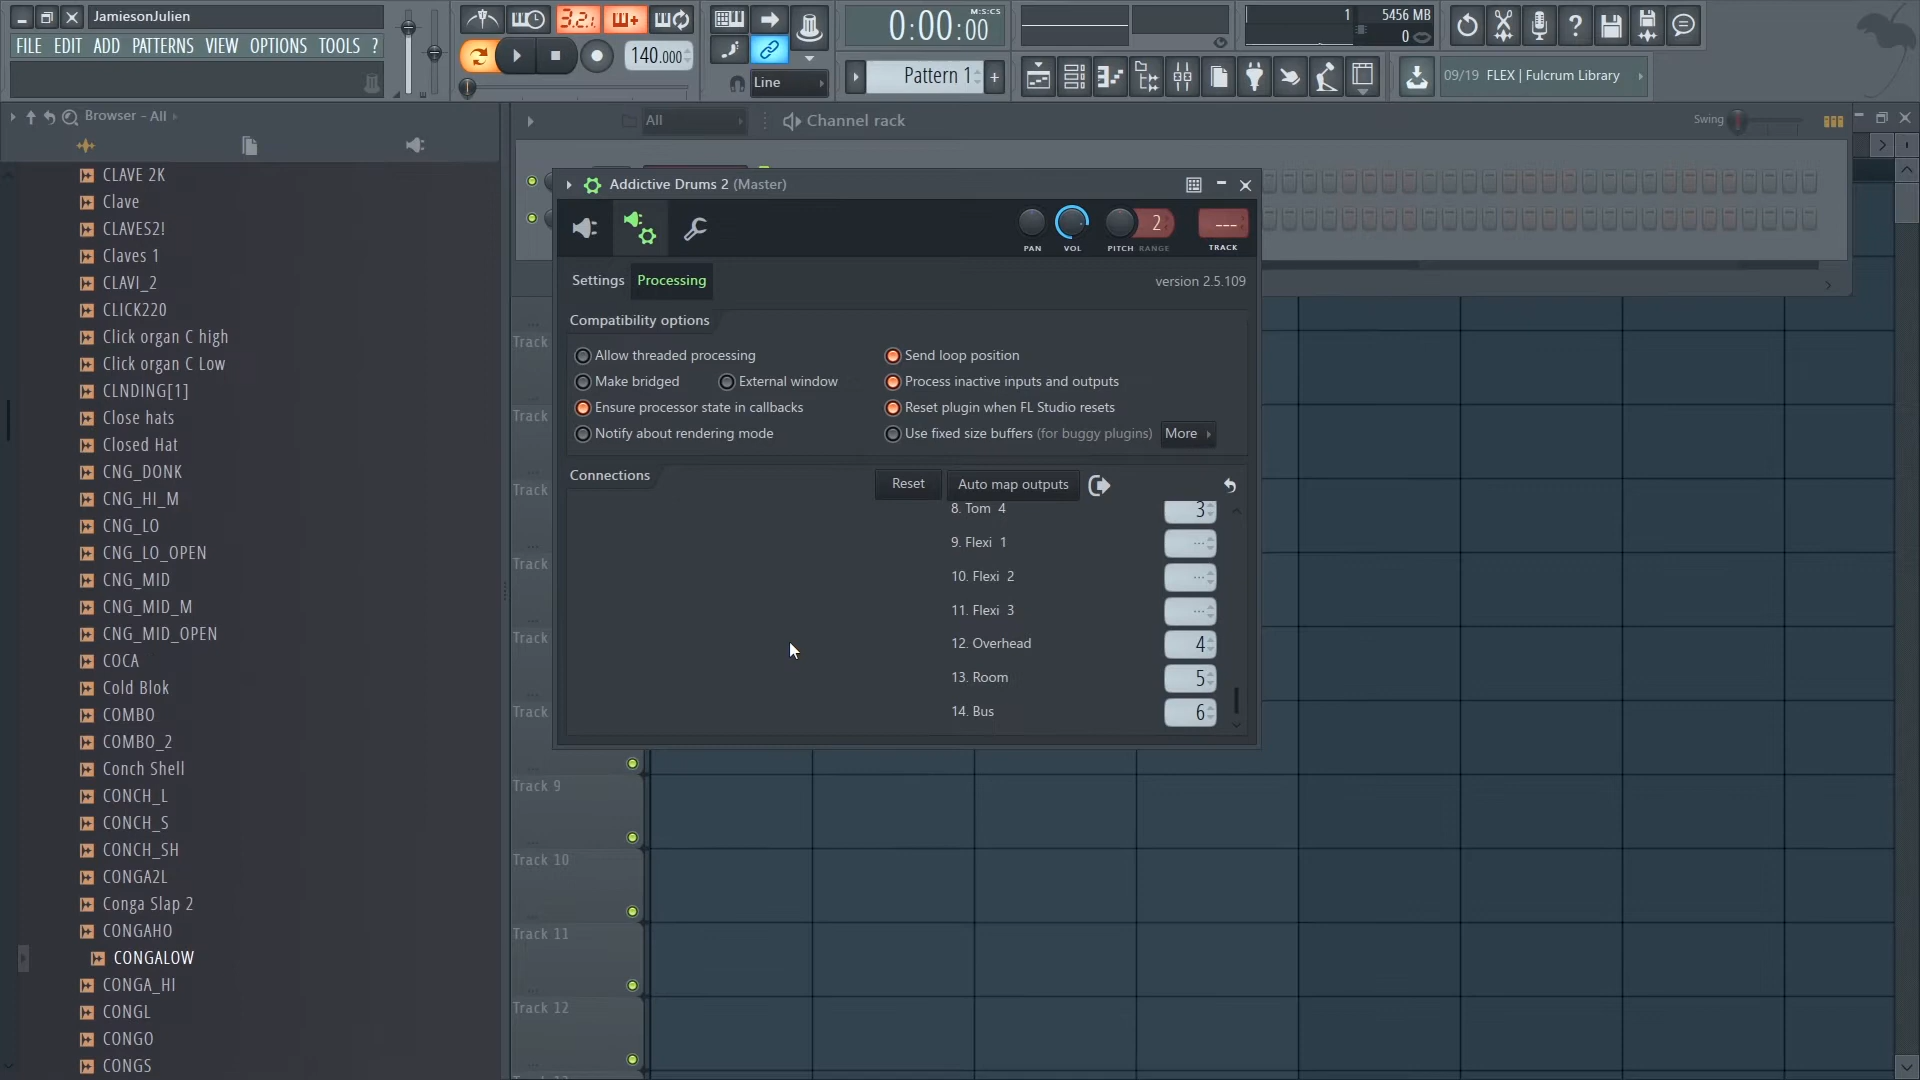 JamiesonJulien
FILE EDIT ADD PATTERNS VIEW OPTIONS TOOLS ?
3.2.
140.000
Line
0:00:00
M:S:CS
Pattern 1
+
1
5456 MB
0
09/19 FLEX | Fulcrum Library
Browser - All
CLAVE 2K
Clave
CLAVES2!
Claves 1
CLAVI_2
CLICK220
Click organ C high
Click organ C Low
CLNDING[1]
Close hats
Closed Hat
CNG_DONK
CNG_HI_M
CNG_LO
CNG_LO_OPEN
CNG_MID
CNG_MID_M
CNG_MID_OPEN
COCA
Cold Blok
COMBO
COMBO_2
Conch Shell
CONCH_L
CONCH_S
CONCH_SH
CONGA2L
Conga Slap 2
CONGAHO
CONGALOW
CONGA_HI
CONGL
CONGO
CONGS
All
Channel rack
Swing
Addictive Drums 2 (Master)
PAN VOL PITCH RANGE TRACK
2
---
Settings Processing
version 2.5.109
Compatibility options
Allow threaded processing
Send loop position
Make bridged
External window
Process inactive inputs and outputs
Ensure processor state in callbacks
Reset plugin when FL Studio resets
Notify about rendering mode
Use fixed size buffers (for buggy plugins)
More
Connections
Reset
Auto map outputs
8. Tom 4
3
9. Flexi 1
---
10. Flexi 2
---
11. Flexi 3
---
12. Overhead
4
13. Room
5
14. Bus
6
Track
Track
Track
Track
Track
Track
Track 9
Track 10
Track 11
Track 12